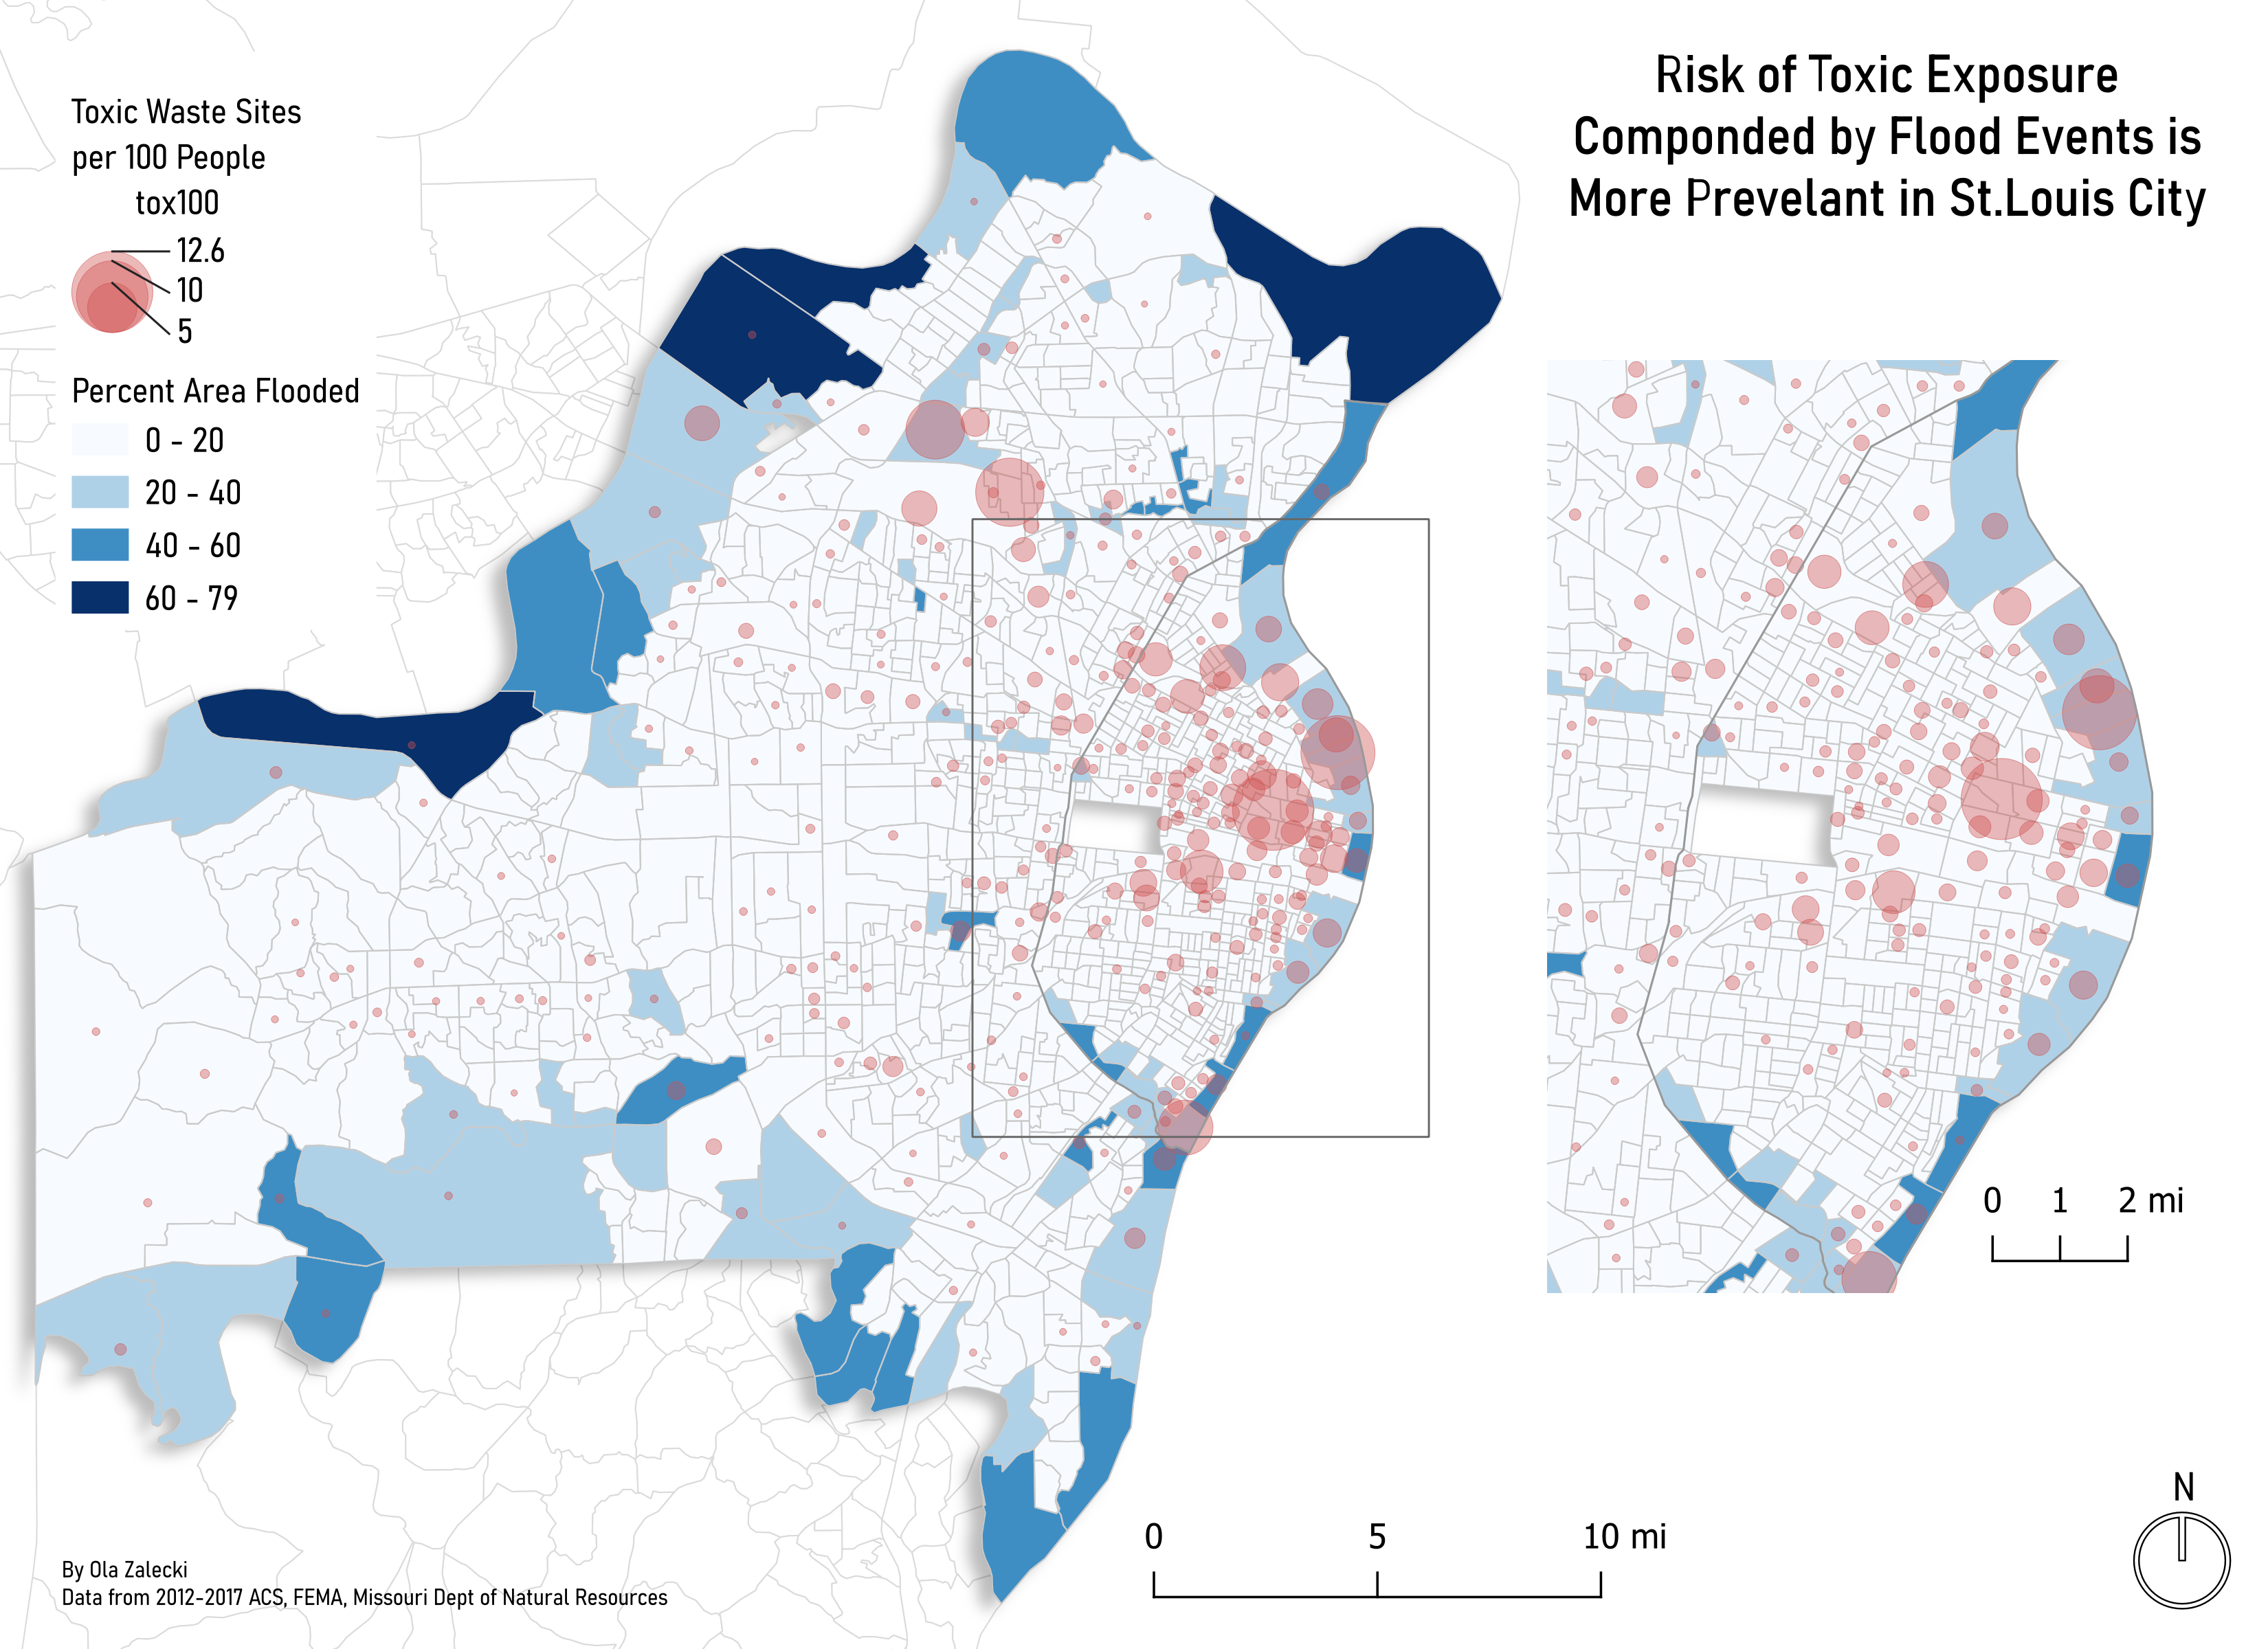 Risk of Toxic Exposure
Componded by Flood Events is
More Prevelant in St.Louis City
Toxic Waste Sites
per 100 People
tox100
12.6
10
5
Percent Area Flooded
0 - 20
20 - 40
40 - 60
60 - 79
0 1 2 mi
N
0 5 10 mi
By Ola Zalecki
Data from 2012-2017 ACS, FEMA, Missouri Dept of Natural Resources